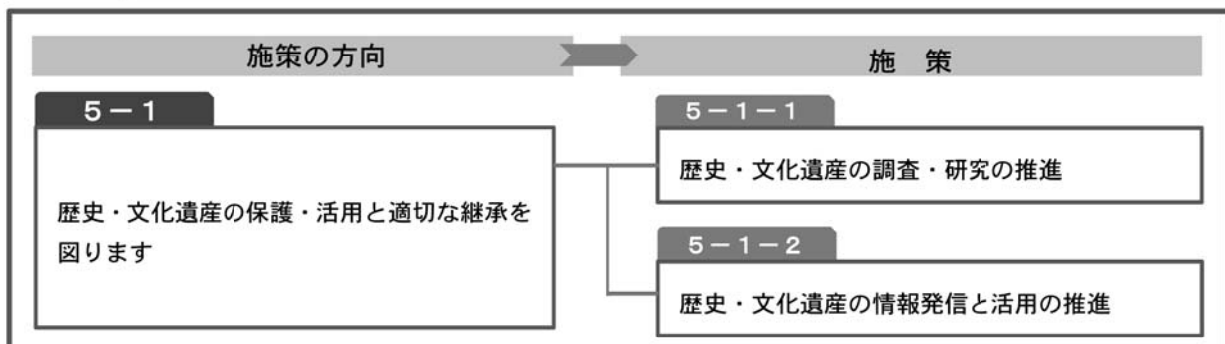 施策の方向
施　策
５－１
歴史・文化遺産の保護・活用と適切な継承を
図ります
５－１－１
歴史・文化遺産の調査・研究の推進
５－１－２
歴史・文化遺産の情報発信と活用の推進